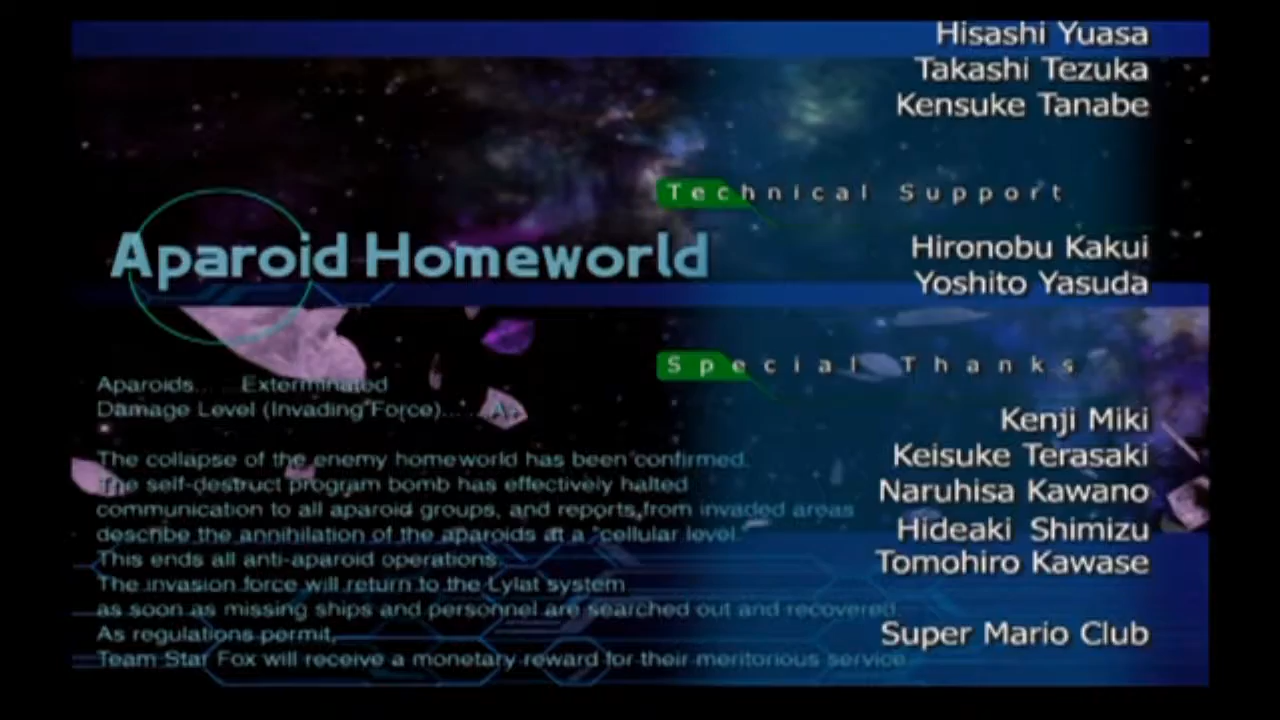 Hisashi Yuasa
Takashi Tezuka
Kensuke Tanabe
Technical Support
Hironobu Kakui
Yoshito Yasuda
Special Thanks
Kenji Miki
Keisuke Terasaki
Naruhisa Kawano
Hideaki Shimizu
Tomohiro Kawase
Super Mario Club
Aparoid Homeworld
Aparoids... ...Exterminated
Damage Level (Invading Force)... ...A+
The collapse of the enemy homeworld has been confirmed.
The self-destruct program bomb has effectively halted
communication to all aparoid groups, and reports from invaded areas
describe the annihilation of the aparoids at a "cellular level."
This ends all anti-aparoid operations.
The invasion force will return to the Lylat system
as soon as missing ships and personnel are searched out and recovered.
As regulations permit,
Team Star Fox will receive a monetary reward for their meritorious service.